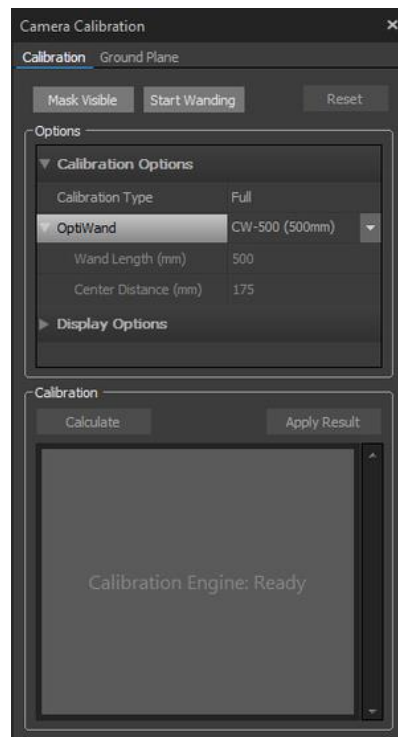 Camera Calibration ×
Calibration Ground Plane
Mask Visible Start Wanding Reset
Options
Calibration Options
Calibration Type Full
OptiWand CW-500 (500mm)
Wand Length (mm) 500
Center Distance (mm) 175
Display Options
Calibration
Calculate Apply Result
Calibration Engine: Ready